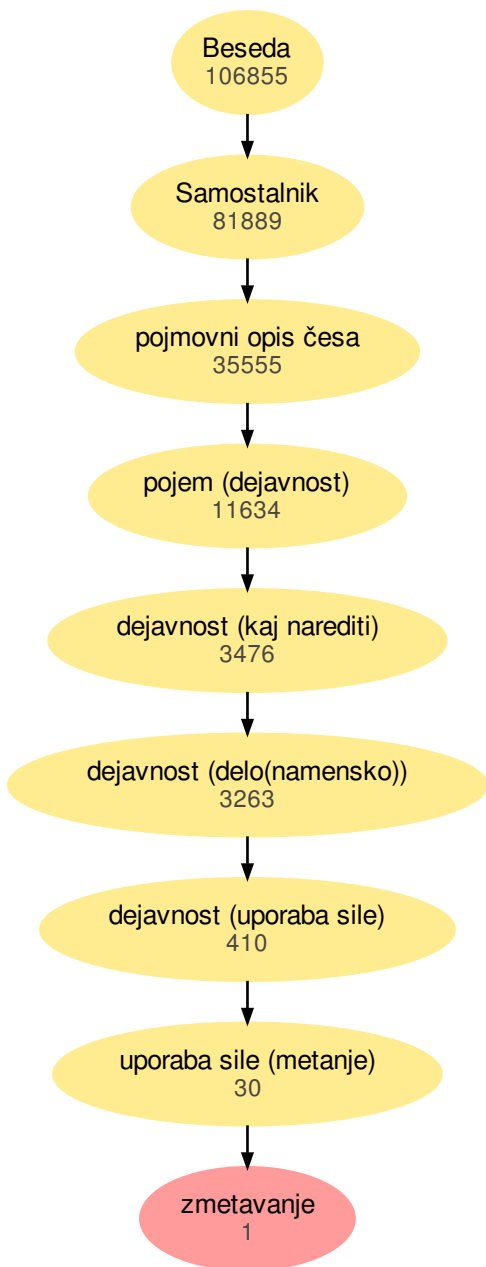 Beseda
106855
Samostalnik
81889
pojmovni opis česa
35555
pojem (dejavnost)
11634
dejavnost (kaj narediti)
3476
dejavnost (delo(namensko))
3263
dejavnost (uporaba sile)
410
uporaba sile (metanje)
30
zmetavanje
1